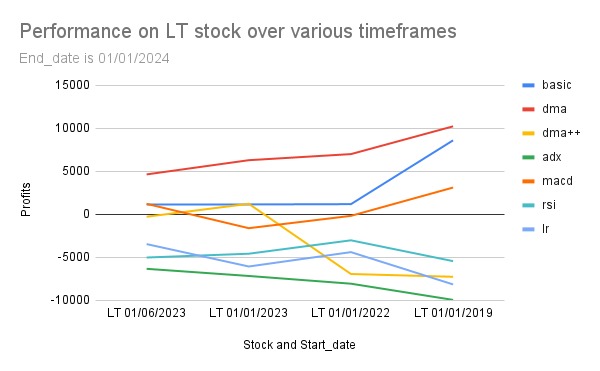 Performance on LT stock over various timeframes
End_date is 01/01/2024
15000
10000
5000
0
-5000
-10000
Profits
LT 01/06/2023 LT 01/01/2023 LT 01/01/2022 LT 01/01/2019
Stock and Start_date
basic
dma
dma++
adx
macd
rsi
lr